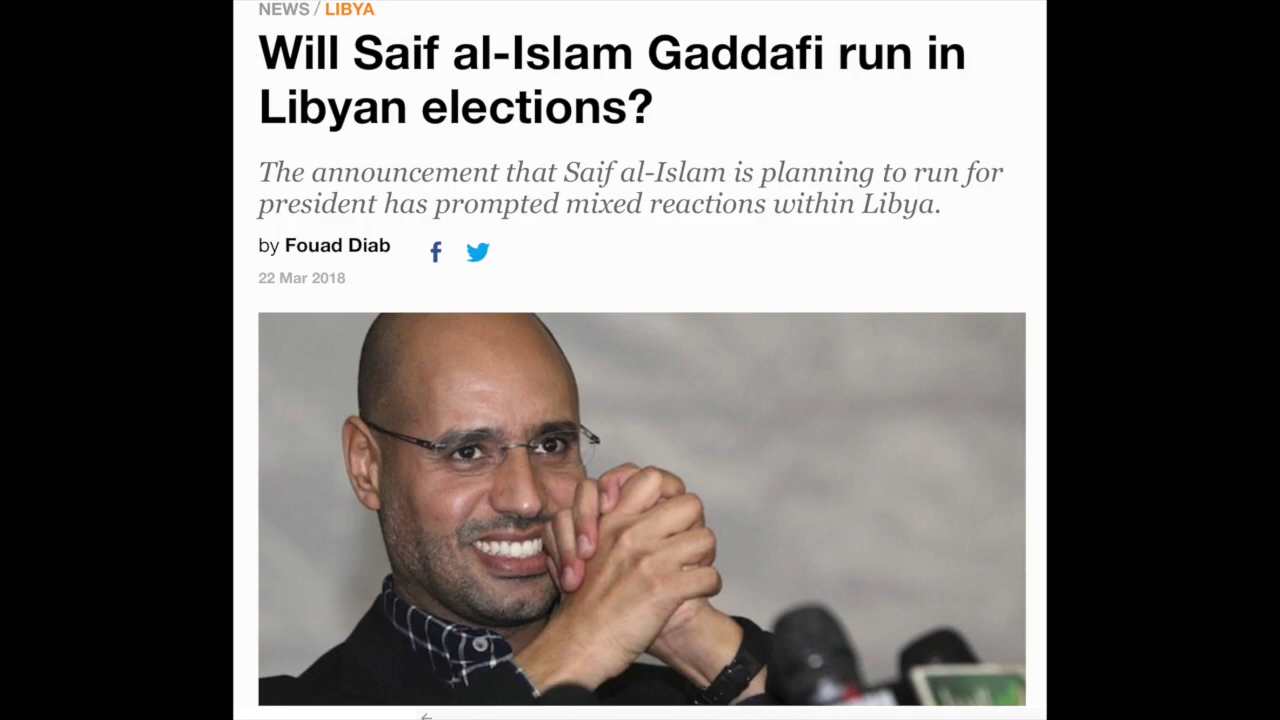 NEWS / LIBYA
Will Saif al-Islam Gaddafi run in
Libyan elections?
The announcement that Saif al-Islam is planning to run for
president has prompted mixed reactions within Libya.
by Fouad Diab
22 Mar 2018